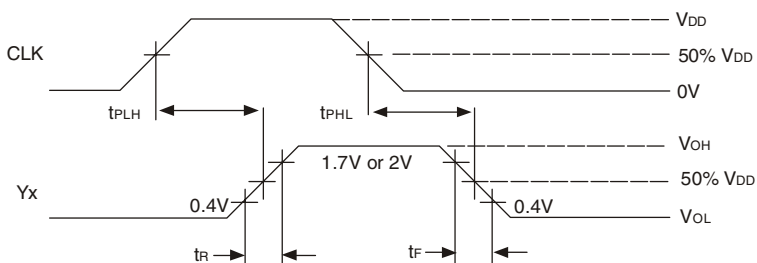 VDD
CLK
50% VDD
0V
tPLH
tPHL
VOH
1.7V or 2V
Yx
50% VDD
0.4V
0.4V
VOL
tR
tF